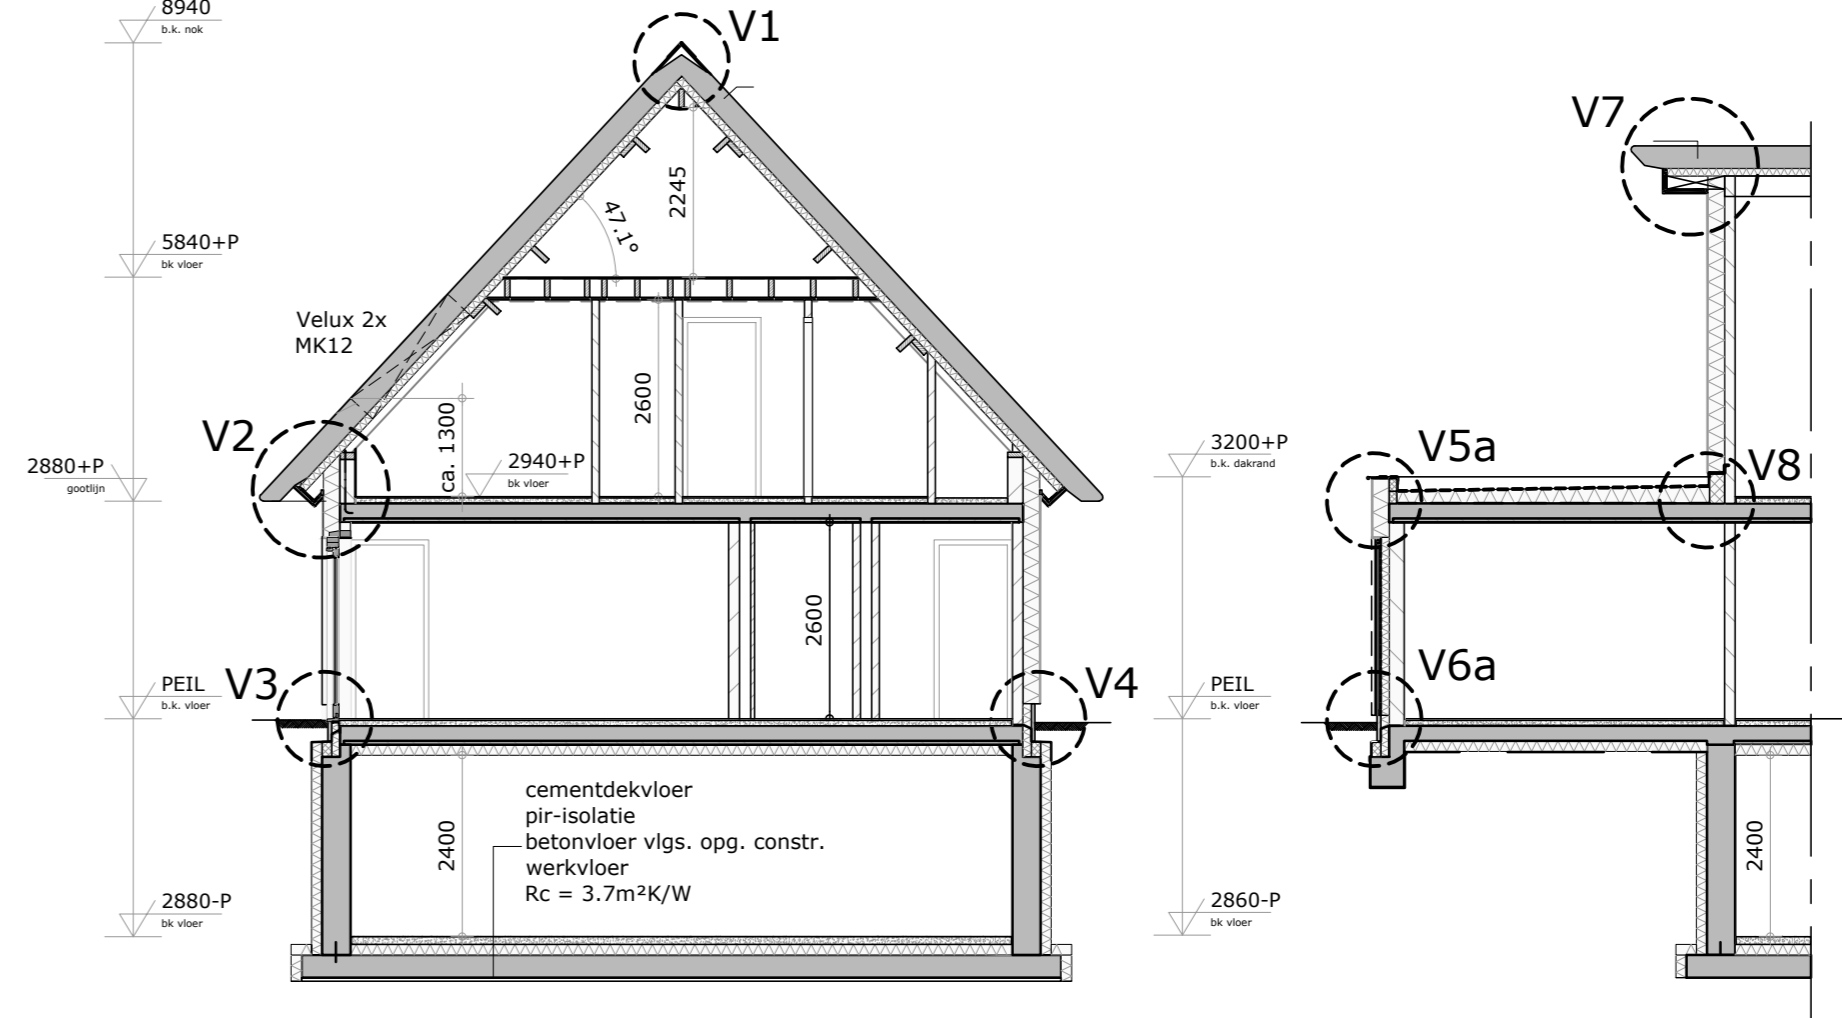 8940
b.k. nok
V1
V7
2245
47.1°
5840+P
bk vloer
Velux 2x
MK12
2600
ca. 1300
V2
2880+P
gootlijn
2940+P
bk vloer
3200+P
b.k. dakrand
V5a
V8
2600
PEIL
b.k. vloer
V3
V4
PEIL
b.k. vloer
V6a
cementdekvloer
pir-isolatie
betonvloer vlgs. opg. constr.
werkvloer
Rc = 3.7m²K/W
2400
2400
2880-P
bk vloer
2860-P
bk vloer